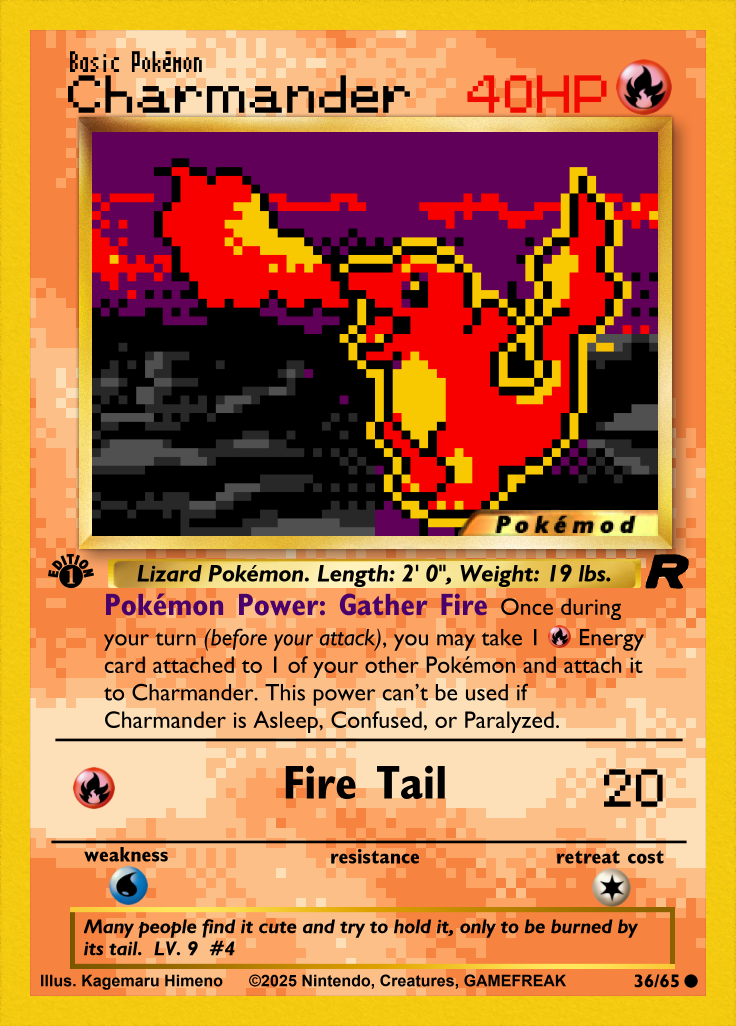 Basic Pokémon
Charmander 40HP
Pokémod
EDITION 1
Lizard Pokémon. Length: 2' 0", Weight: 19 lbs. R
Pokémon Power: Gather Fire Once during
your turn (before your attack), you may take 1 Energy
card attached to 1 of your other Pokémon and attach it
to Charmander. This power can't be used if
Charmander is Asleep, Confused, or Paralyzed.
Fire Tail 20
weakness resistance retreat cost
Many people find it cute and try to hold it, only to be burned by
its tail. LV. 9 #4
Illus. Kagemaru Himeno ©2025 Nintendo, Creatures, GAMEFREAK 36/65